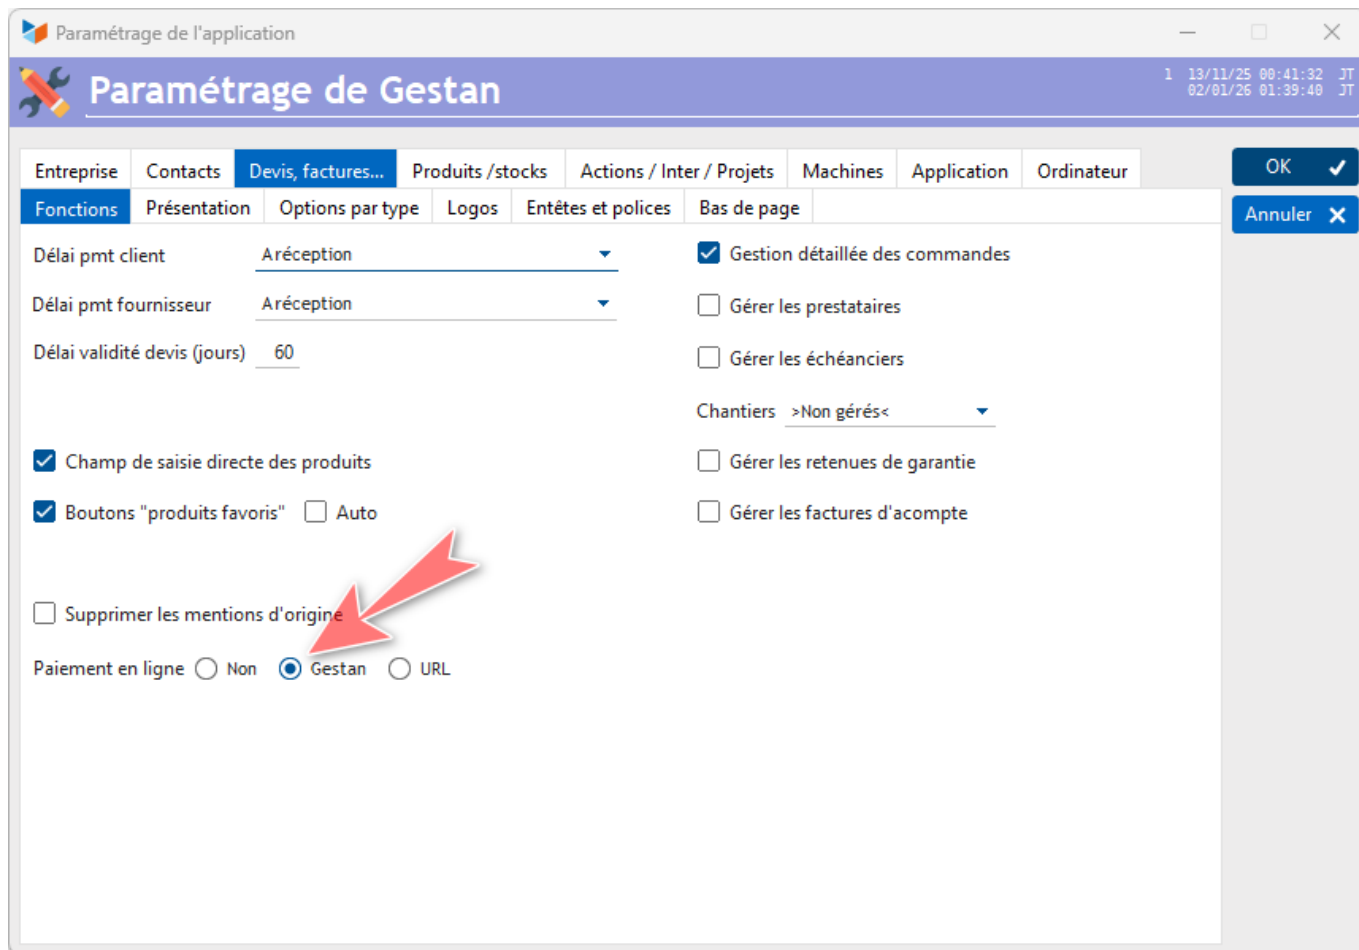 Paramétrage de l'application
Paramétrage de Gestan
1 13/11/25 00:41:32 JT
02/01/26 01:39:40 JT
Entreprise Contacts Devis, factures... Produits /stocks Actions / Inter / Projets Machines Application Ordinateur
OK
Fonctions Présentation Options par type Logos Entêtes et polices Bas de page
Annuler
Délai pmt client A réception
Gestion détaillée des commandes
Délai pmt fournisseur A réception
Gérer les prestataires
Délai validité devis (jours) 60
Gérer les échéanciers
Chantiers >Non gérés<
Champ de saisie directe des produits
Gérer les retenues de garantie
Boutons "produits favoris" Auto
Gérer les factures d'acompte
Supprimer les mentions d'origine
Paiement en ligne Non Gestan URL